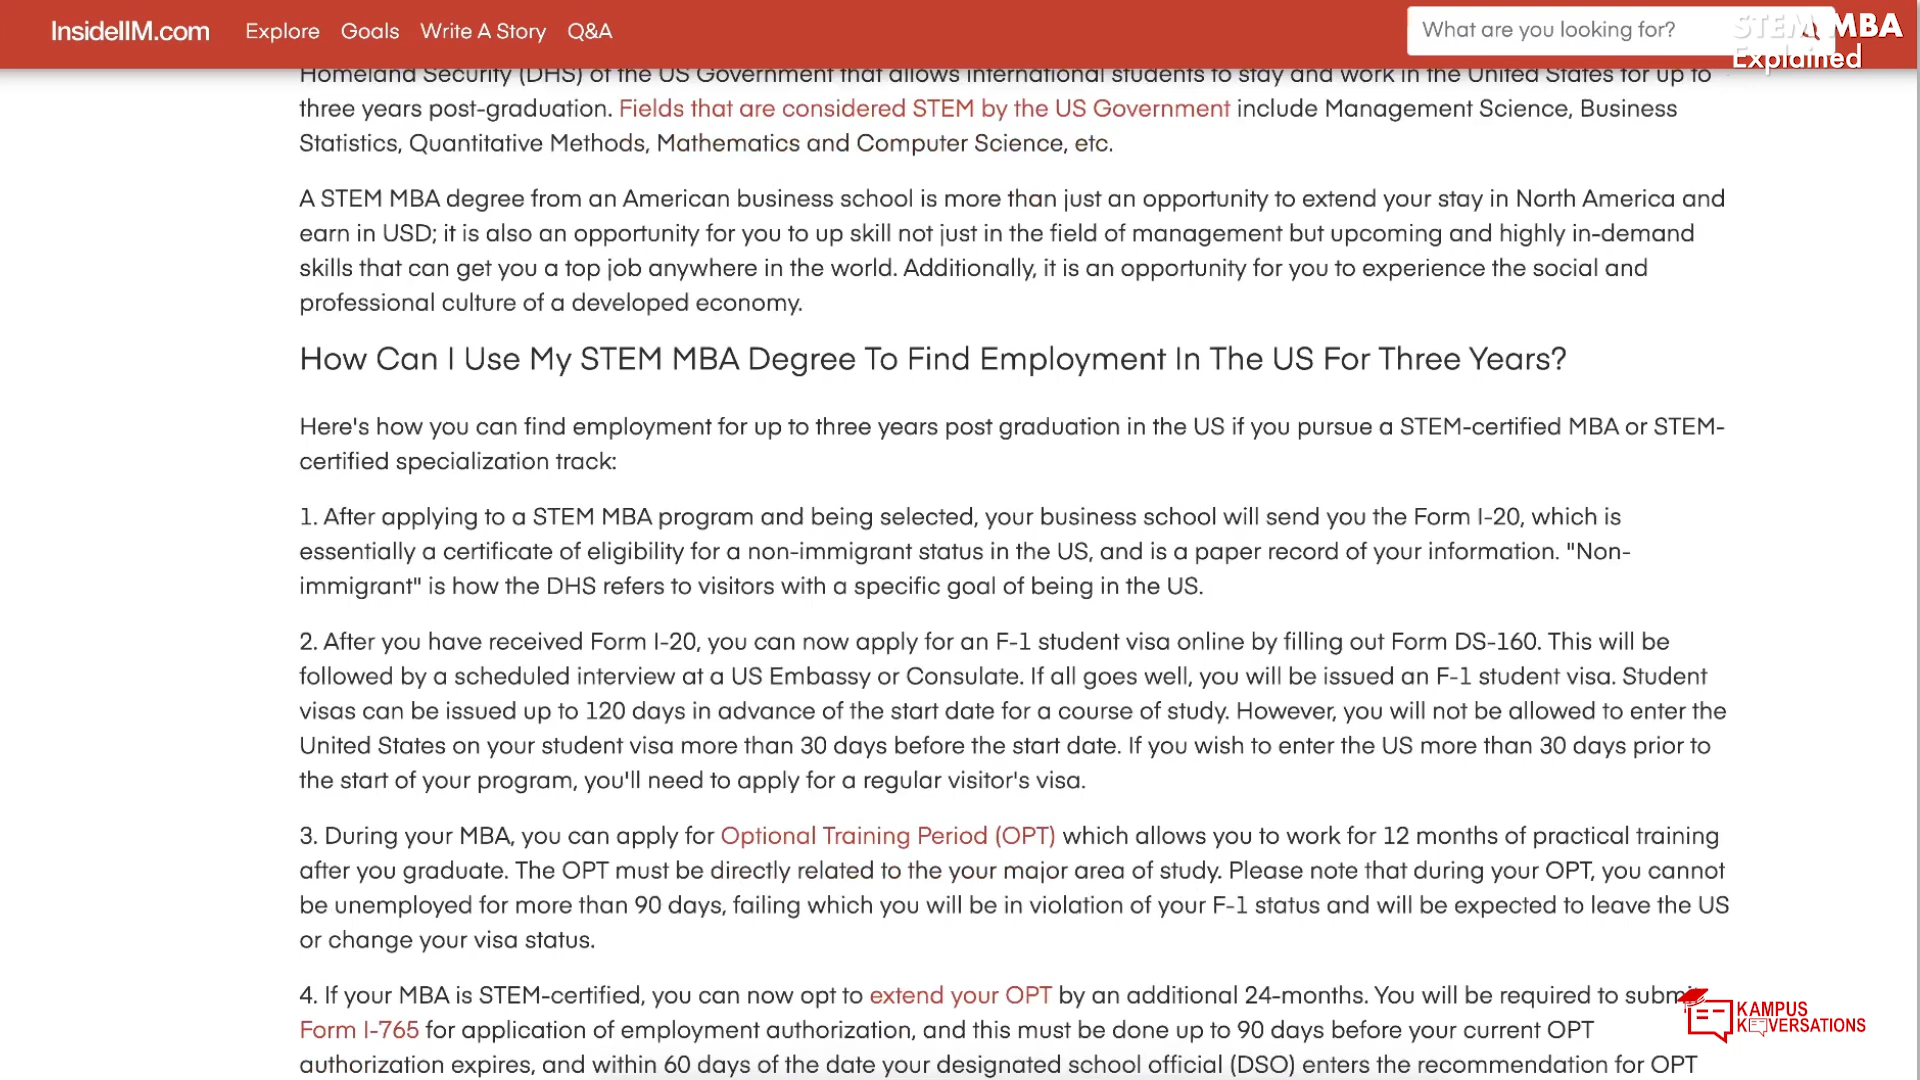 InsideIIM.com Explore Goals Write A Story Q&A What are you looking for? STEM MBA
Explained
Homeland Security (DHS) of the US Government that allows international students to stay and work in the United States for up to
three years post-graduation. Fields that are considered STEM by the US Government include Management Science, Business
Statistics, Quantitative Methods, Mathematics and Computer Science, etc.
A STEM MBA degree from an American business school is more than just an opportunity to extend your stay in North America and
earn in USD; it is also an opportunity for you to up skill not just in the field of management but upcoming and highly in-demand
skills that can get you a top job anywhere in the world. Additionally, it is an opportunity for you to experience the social and
professional culture of a developed economy.
How Can I Use My STEM MBA Degree To Find Employment In The US For Three Years?
Here's how you can find employment for up to three years post graduation in the US if you pursue a STEM-certified MBA or STEM-
certified specialization track:
1. After applying to a STEM MBA program and being selected, your business school will send you the Form I-20, which is
essentially a certificate of eligibility for a non-immigrant status in the US, and is a paper record of your information. "Non-
immigrant" is how the DHS refers to visitors with a specific goal of being in the US.
2. After you have received Form I-20, you can now apply for an F-1 student visa online by filling out Form DS-160. This will be
followed by a scheduled interview at a US Embassy or Consulate. If all goes well, you will be issued an F-1 student visa. Student
visas can be issued up to 120 days in advance of the start date for a course of study. However, you will not be allowed to enter the
United States on your student visa more than 30 days before the start date. If you wish to enter the US more than 30 days prior to
the start of your program, you'll need to apply for a regular visitor's visa.
3. During your MBA, you can apply for Optional Training Period (OPT) which allows you to work for 12 months of practical training
after you graduate. The OPT must be directly related to the your major area of study. Please note that during your OPT, you cannot
be unemployed for more than 90 days, failing which you will be in violation of your F-1 status and will be expected to leave the US
or change your visa status.
4. If your MBA is STEM-certified, you can now opt to extend your OPT by an additional 24-months. You will be required to submi
Form I-765 for application of employment authorization, and this must be done up to 90 days before your current OPT
authorization expires, and within 60 days of the date your designated school official (DSO) enters the recommendation for OPT
KAMPUS
KONVERSATIONS